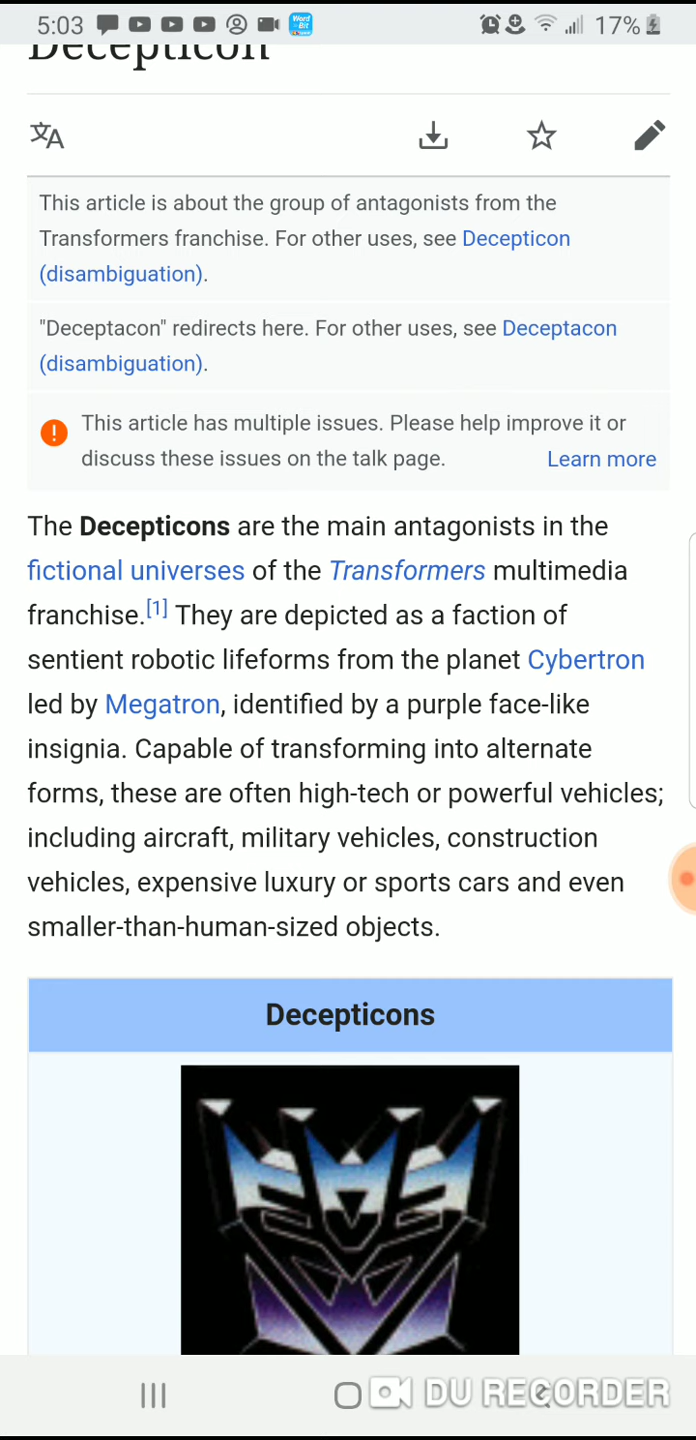 5:03
Word Bit
17%
Decepticon
This article is about the group of antagonists from the
Transformers franchise. For other uses, see Decepticon
(disambiguation).
"Deceptacon" redirects here. For other uses, see Deceptacon
(disambiguation).
This article has multiple issues. Please help improve it or
discuss these issues on the talk page. Learn more
The Decepticons are the main antagonists in the
fictional universes of the Transformers multimedia
franchise.[1] They are depicted as a faction of
sentient robotic lifeforms from the planet Cybertron
led by Megatron, identified by a purple face-like
insignia. Capable of transforming into alternate
forms, these are often high-tech or powerful vehicles;
including aircraft, military vehicles, construction
vehicles, expensive luxury or sports cars and even
smaller-than-human-sized objects.
Decepticons
DU RECORDER